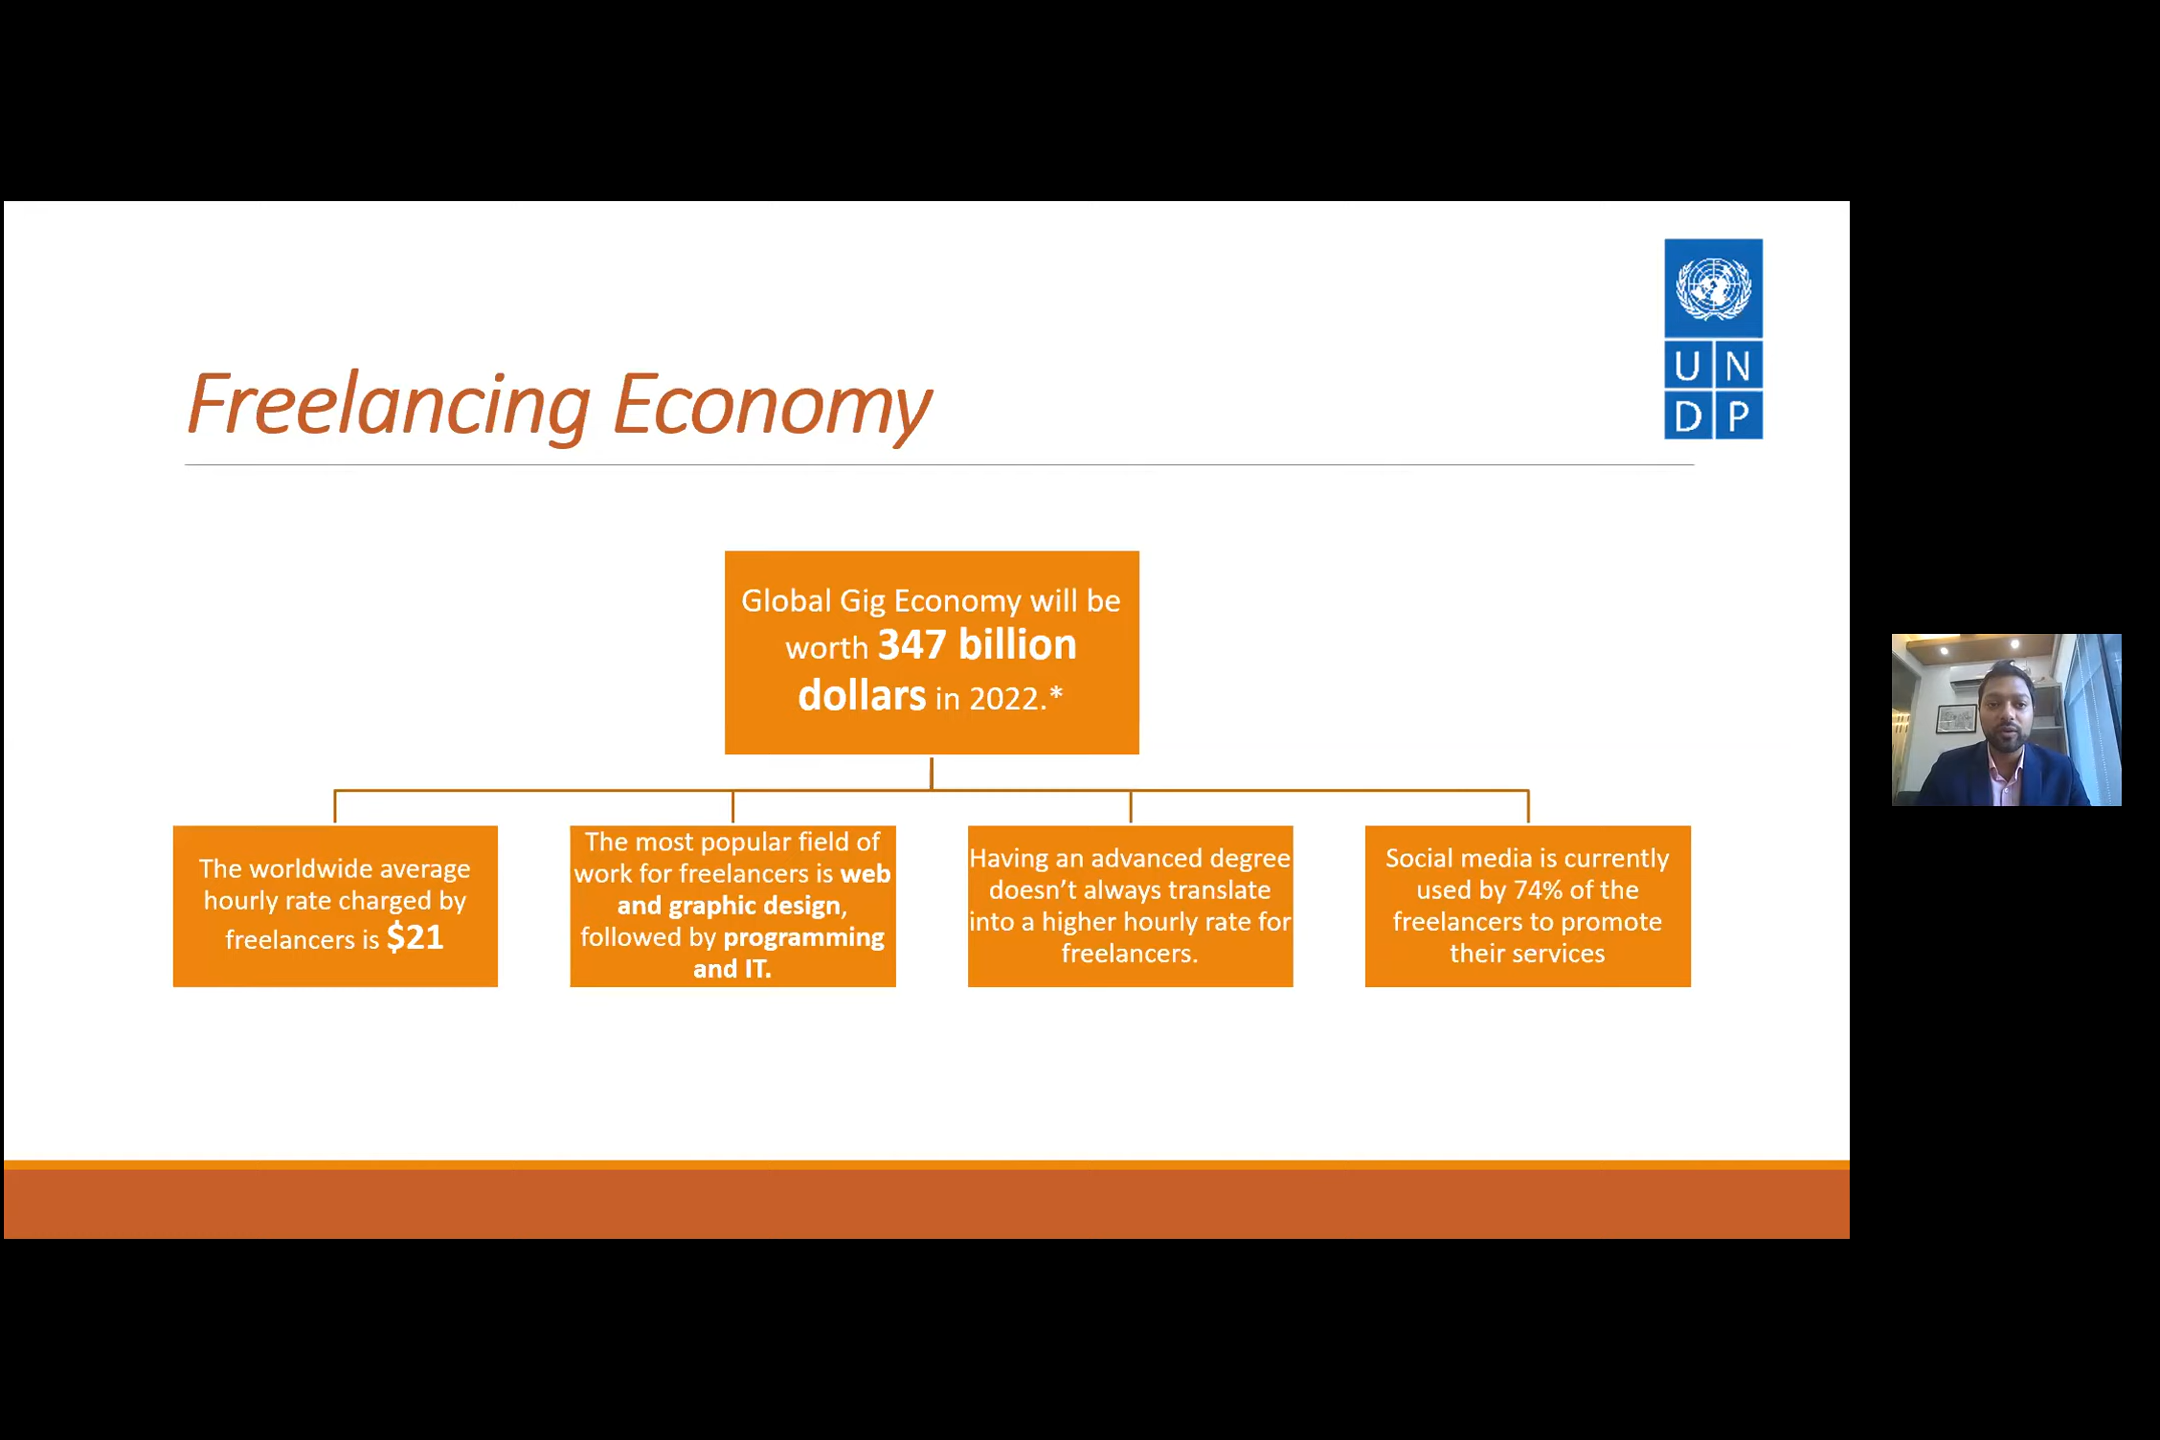 U N
D P
Freelancing Economy
Global Gig Economy will be
worth 347 billion
dollars in 2022.*
The worldwide average
hourly rate charged by
freelancers is $21
The most popular field of
work for freelancers is web
and graphic design,
followed by programming
and IT.
Having an advanced degree
doesn’t always translate
into a higher hourly rate for
freelancers.
Social media is currently
used by 74% of the
freelancers to promote
their services